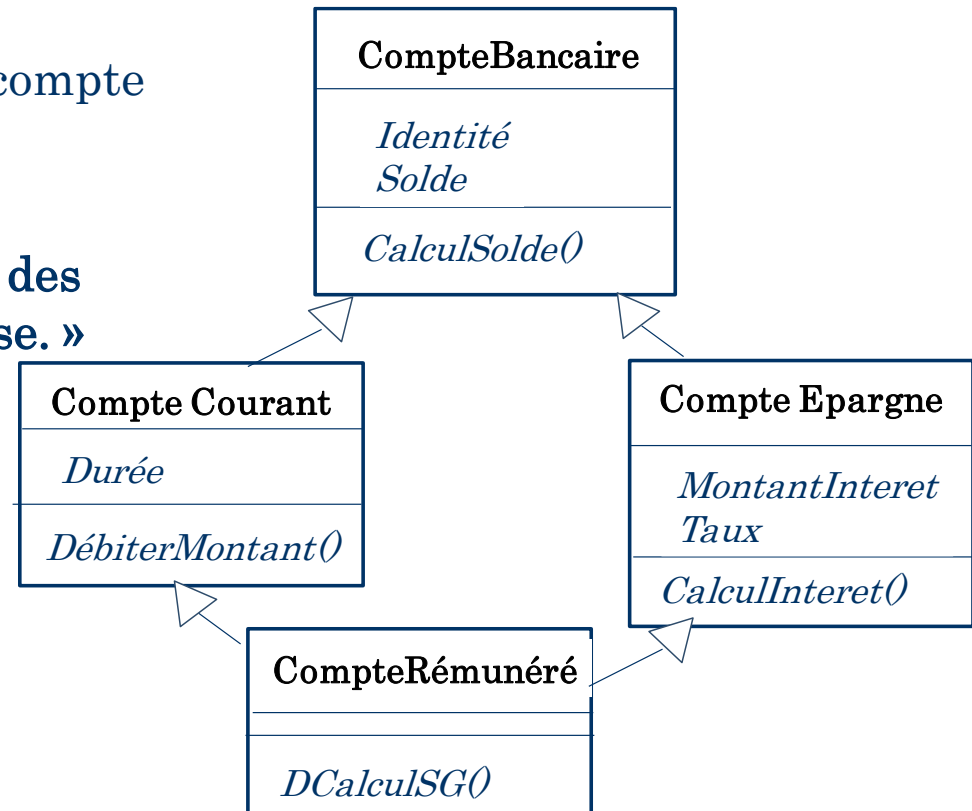 CompteBancaire
compte
Identité
Solde
CalculSolde()
des
se. »
Compte Courant
Durée
DébiterMontant()
Compte Epargne
MontantInteret
Taux
CalculInteret()
CompteRémunéré
DCalculSG()